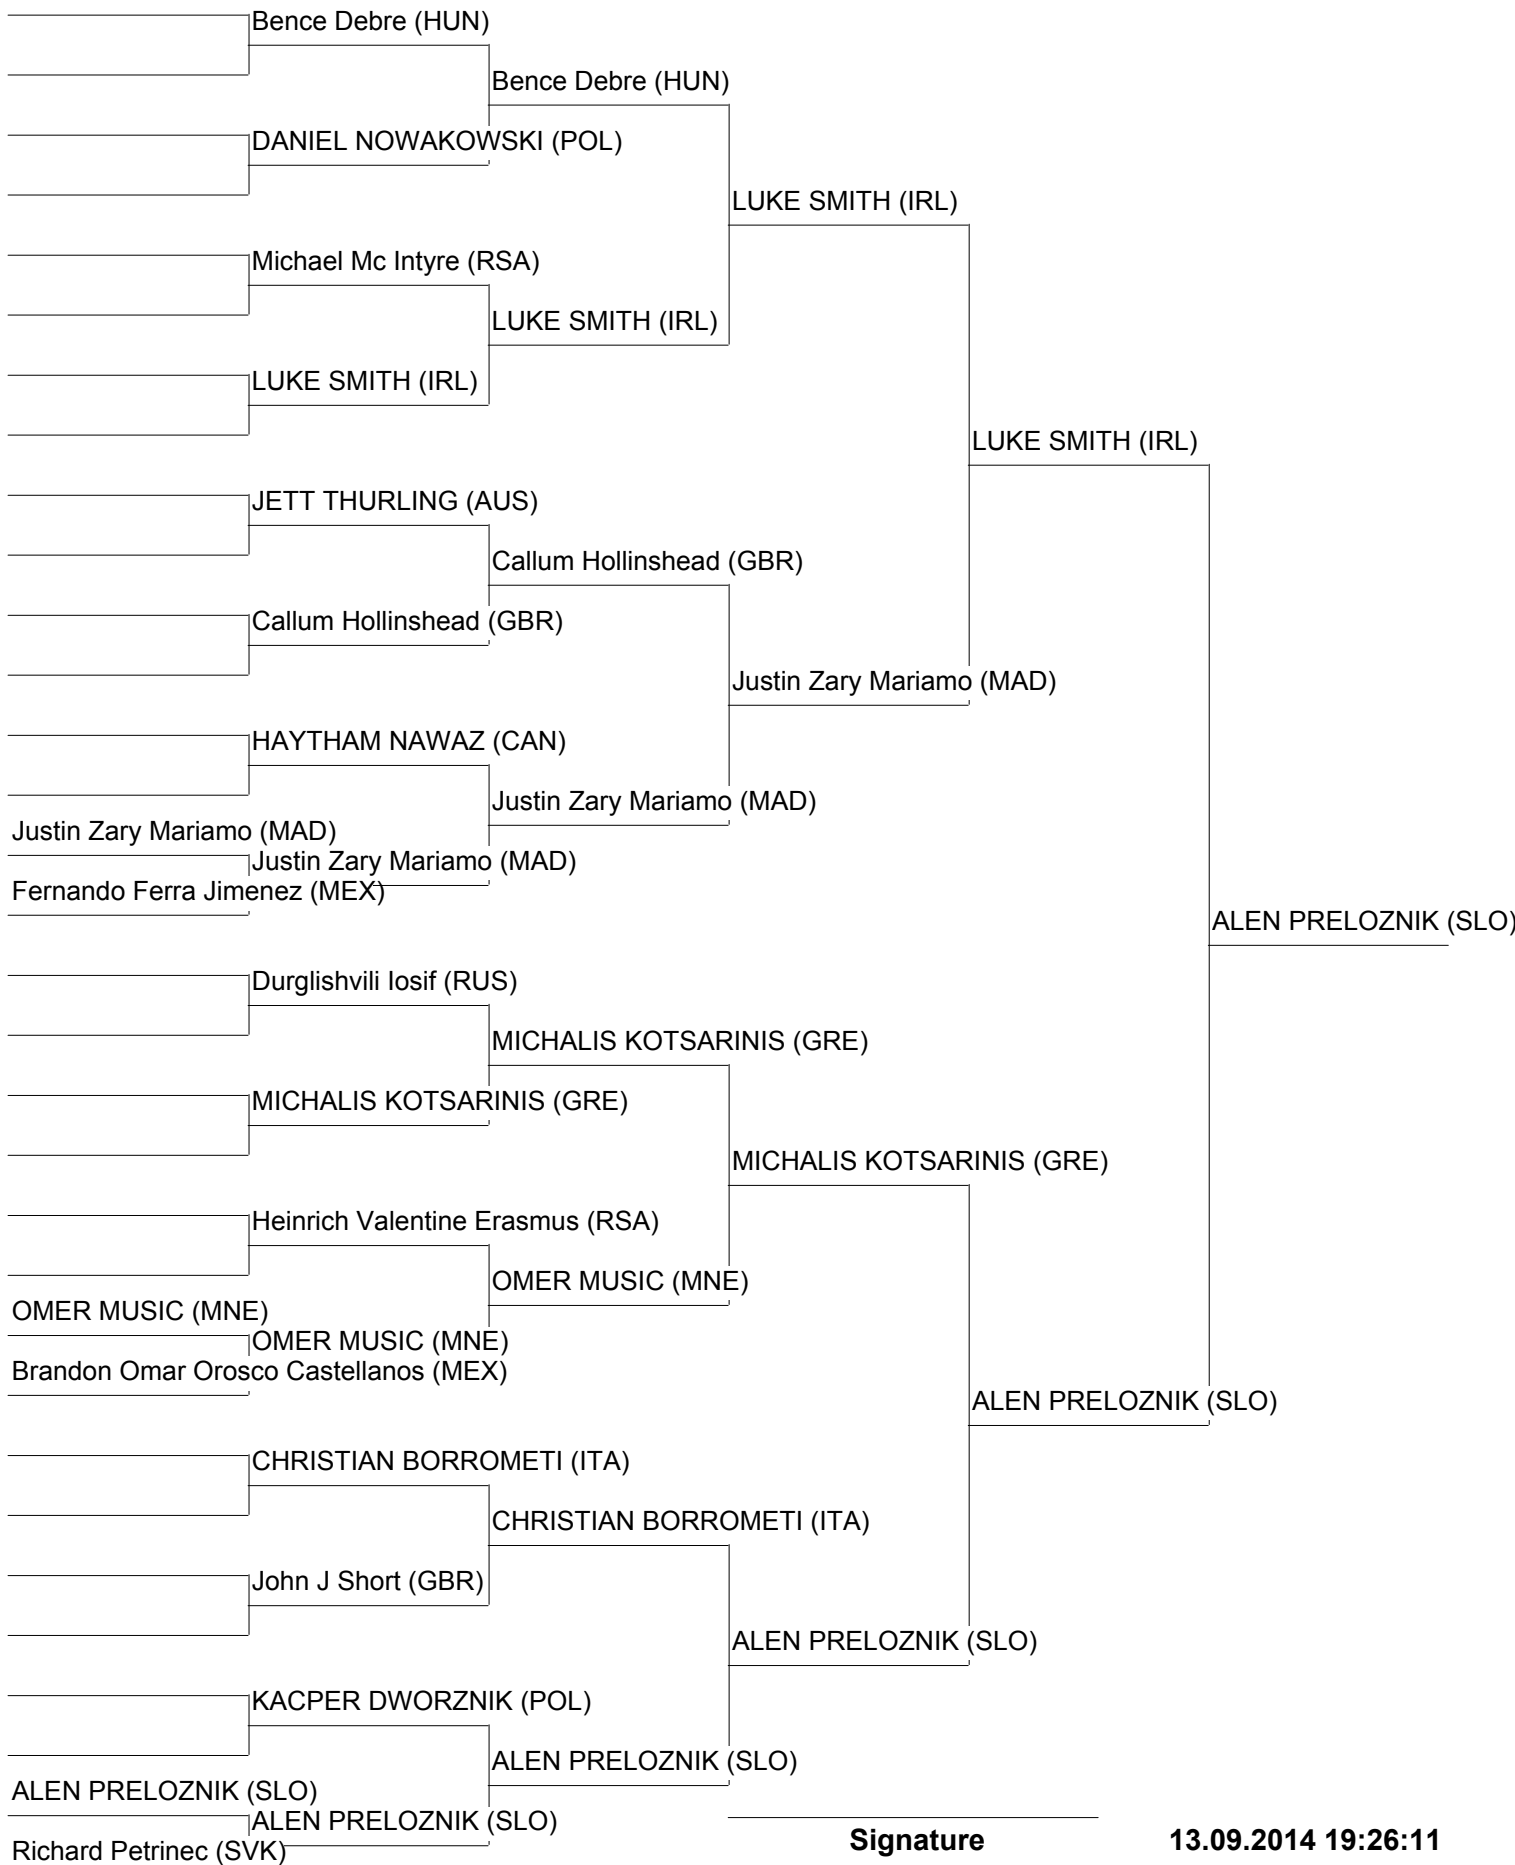 Bence Debre (HUN)
Bence Debre (HUN)
DANIEL NOWAKOWSKI (POL)
LUKE SMITH (IRL)
Michael Mc Intyre (RSA)
LUKE SMITH (IRL)
LUKE SMITH (IRL)
LUKE SMITH (IRL)
JETT THURLING (AUS)
Callum Hollinshead (GBR)
Callum Hollinshead (GBR)
Justin Zary Mariamo (MAD)
HAYTHAM NAWAZ (CAN)
Justin Zary Mariamo (MAD)
Justin Zary Mariamo (MAD)
Justin Zary Mariamo (MAD)
Fernando Ferra Jimenez (MEX)
ALEN PRELOZNIK (SLO)
Durglishvili Iosif (RUS)
MICHALIS KOTSARINIS (GRE)
MICHALIS KOTSARINIS (GRE)
MICHALIS KOTSARINIS (GRE)
Heinrich Valentine Erasmus (RSA)
OMER MUSIC (MNE)
OMER MUSIC (MNE)
OMER MUSIC (MNE)
Brandon Omar Orosco Castellanos (MEX)
ALEN PRELOZNIK (SLO)
CHRISTIAN BORROMETI (ITA)
CHRISTIAN BORROMETI (ITA)
John J Short (GBR)
ALEN PRELOZNIK (SLO)
KACPER DWORZNIK (POL)
ALEN PRELOZNIK (SLO)
ALEN PRELOZNIK (SLO)
ALEN PRELOZNIK (SLO)
Richard Petrinec (SVK)
Signature
13.09.2014 19:26:11